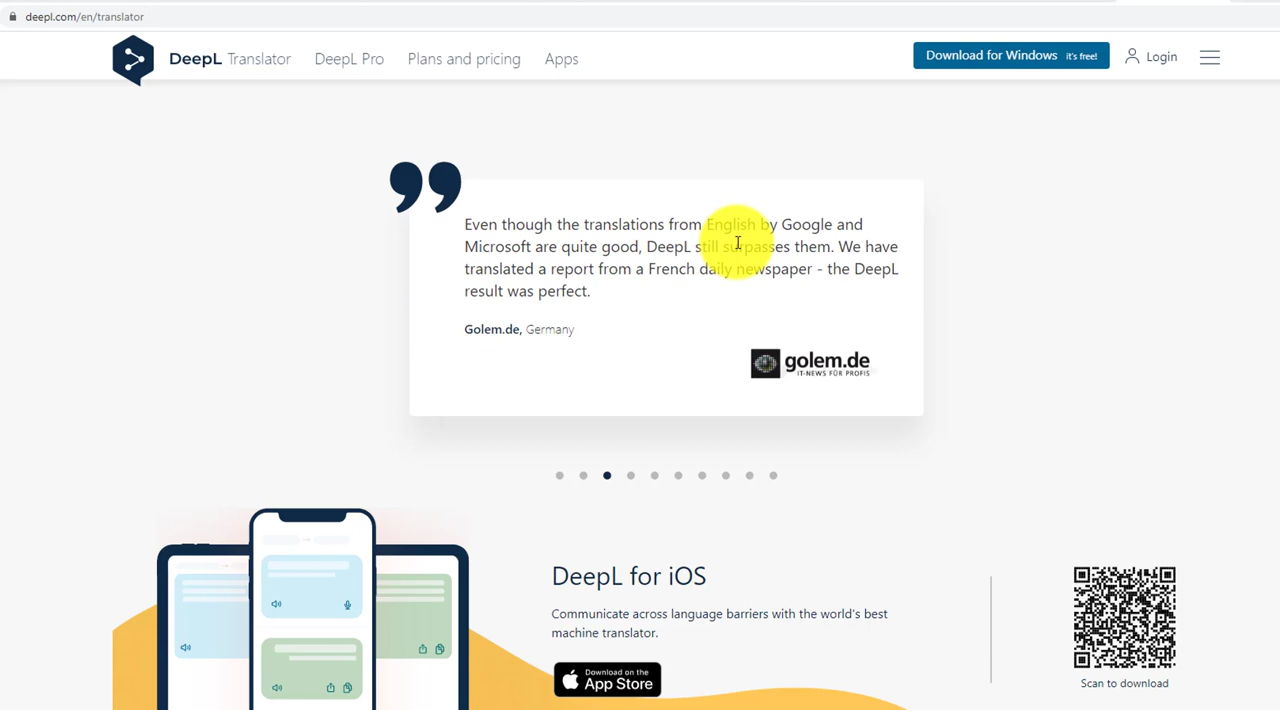 deepl.com/en/translator
DeepL Translator DeepL Pro Plans and pricing Apps Download for Windows it's free! Login
Even though the translations from English by Google and
Microsoft are quite good, DeepL still surpasses them. We have
translated a report from a French daily newspaper - the DeepL
result was perfect.
Golem.de, Germany
golem.de
IT-NEWS FÜR PROFIS
DeepL for iOS
Communicate across language barriers with the world's best
machine translator.
Download on the
App Store
Scan to download